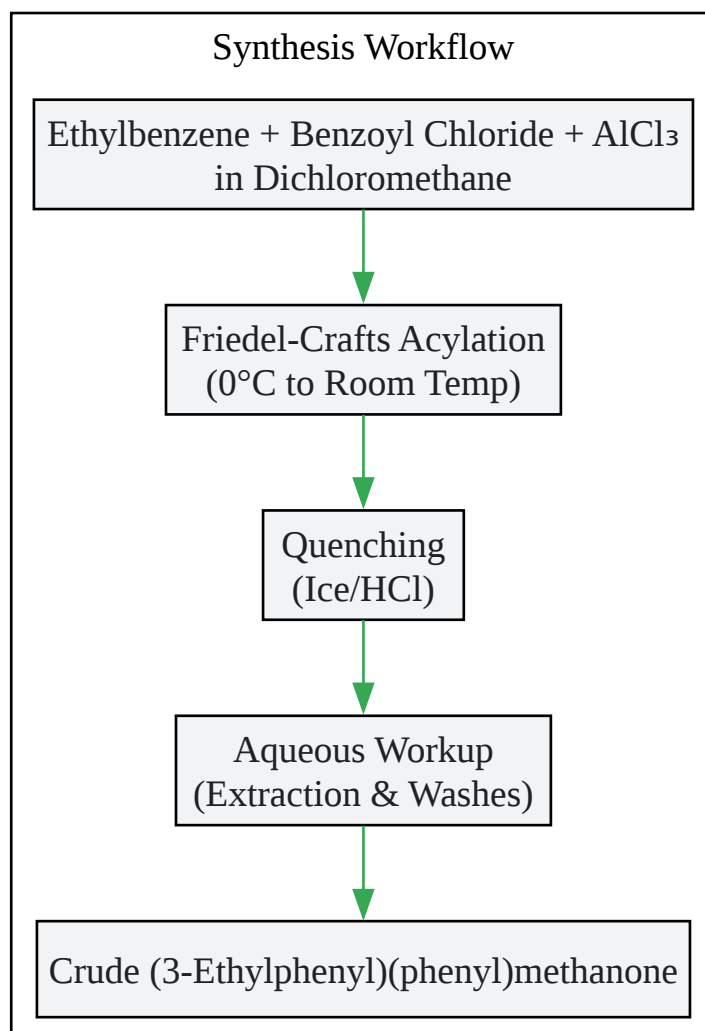 Synthesis Workflow
Ethylbenzene + Benzoyl Chloride + AlCl₃
in Dichloromethane
Friedel-Crafts Acylation
(0°C to Room Temp)
Quenching
(Ice/HCl)
Aqueous Workup
(Extraction & Washes)
Crude (3-Ethylphenyl)(phenyl)methanone